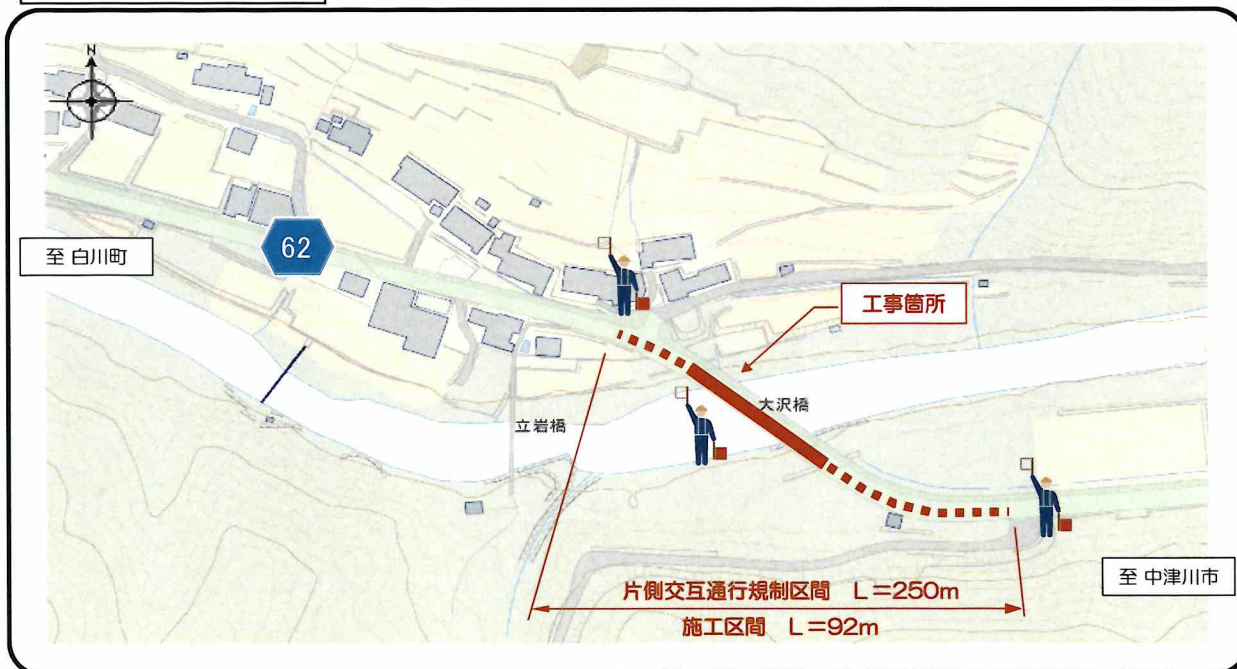 N
62
至 白川町
工事箇所
大沢橋
立岩橋
片側交互通行規制区間 L=250m
施工区間 L=92m
至 中津川市